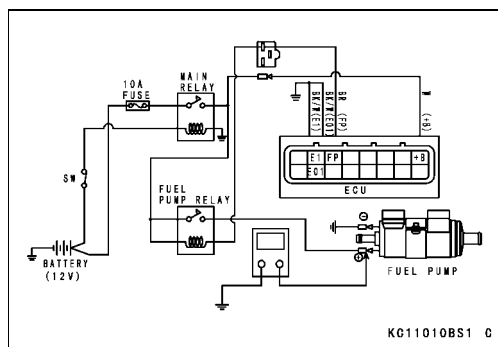 10A
FUSE
MAIN
RELAY
BK/W(E1)
BK/W(E01)
BR (FP)
W (+B)
E1 FP +B
E01
ECU
SW
FUEL
PUMP RELAY
BATTERY
(12V)
⊖
⊕
FUEL PUMP
KG11010BS1 C